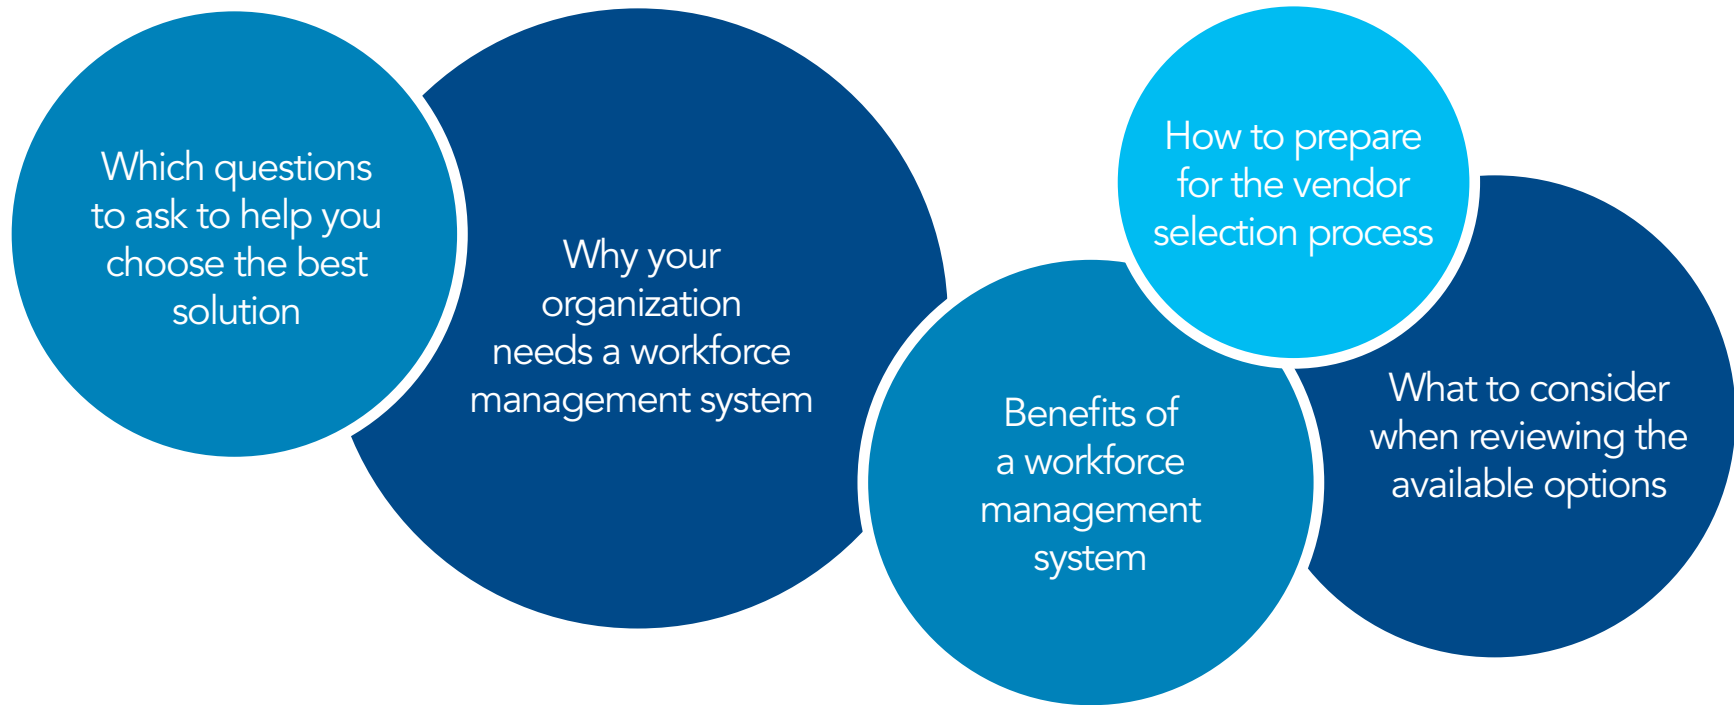 Which questions
to ask to help you
choose the best
solution
Why your
organization
needs a workforce
management system
Benefits of
a workforce
management
system
How to prepare
for the vendor
selection process
What to consider
when reviewing the
available options